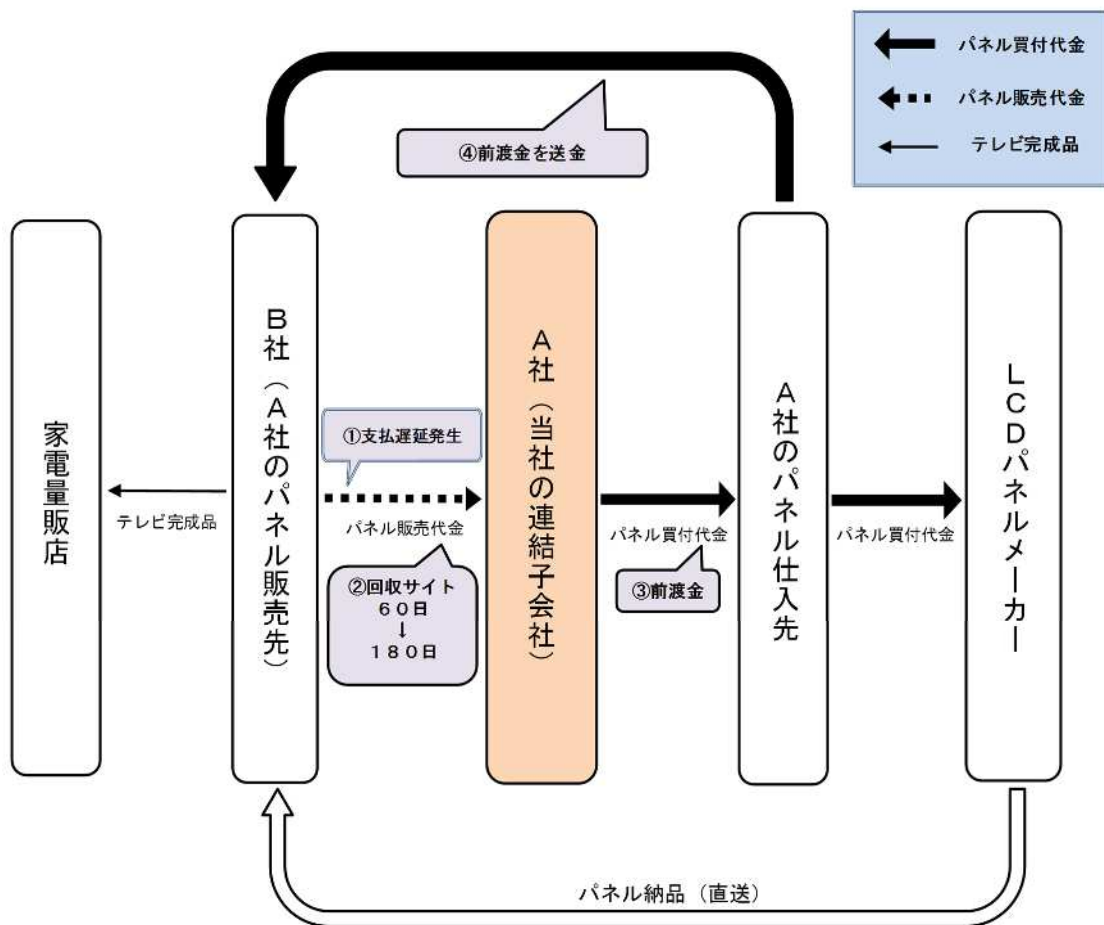 パネル買付代金
パネル販売代金
テレビ完成品
④前渡金を送金
家電量販店
テレビ完成品
B社（A社のパネル販売先）
①支払遅延発生
パネル販売代金
②回収サイト
60日
↓
180日
A社（当社の連結子会社）
パネル買付代金
③前渡金
A社のパネル仕入先
パネル買付代金
LCDパネルメーカー
パネル納品（直送）